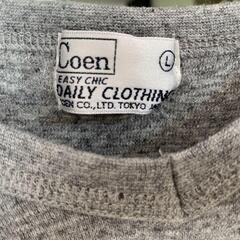 Coen
L
EASY CHIC
DAILY CLOTHING
CO.,LTD. TOKYO